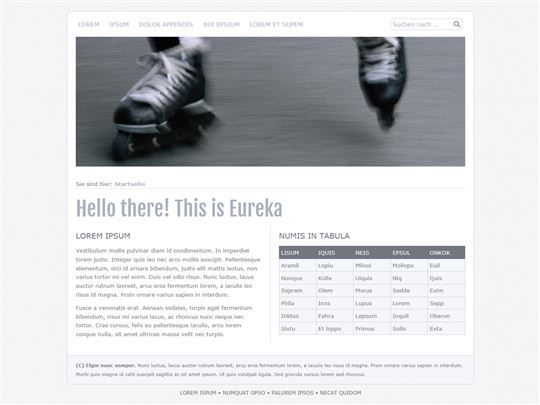 LOREM IPSUM DOLOR APPENDIS NIX EPSIUM LOREM ET SUPEM Suchen nach ...
Sie sind hier: Startseite
Hello there! This is Eureka
LOREM IPSUM
Vestibulum mollis pulvinar diam id condimentum. In imperdiet
lorem justo. Integer quis leo nec arcu mollis suscipit. Pellentesque
elementum, orci id ornare bibendum, justo elit mattis lectus, non
varius tortor mi vel enim. Duis vel odio risus. Nunc luctus, lacus
auctor rutrum laoreet, arcu eros fermentum lorem, a iaculis leo
risus id magna. Proin ornare varius sapien in interdum.
Fusce a venenatis erat. Aenean sodales, turpis eget fermentum
bibendum, risus mi varius lacus, ac rhoncus nunc neque nec
tortor. Cras cursus, felis eu pellentesque iaculis, arcu lorem
congue nulla, sit amet ultrices massa velit nec turpis.
NUMIS IN TABULA
LISUM IQUIS NEIS EPSUL ONKOK
Aramli Lopiu Mliooi Mollopo Euil
Nonque Kolle Ulquis Niq Quis
Seprem Olem Morus Sedde Exim
Phila Inxs Lupus Lorem Sepp
Inktus Fahra Lepsum Inquit Oberon
Sixtu Et loppo Primus Sollo Exta
(C) Elgin nunc semper. Nunc luctus, lacus auctor rutrum laoreet, arcu eros fermentum lorem, a iaculis leo risus id magna. Proin ornare varius sapien in interdum.
Morbi quis magna id velit suscipit sagittis ac sit amet ipsum. Ut quis volutpat ligula. Sed gravida cursus lorem sed rhoncus.
LOREM ISPUM • NUMQUAT OPSO • PALUREM IPSOS • NECAT QUIDOM